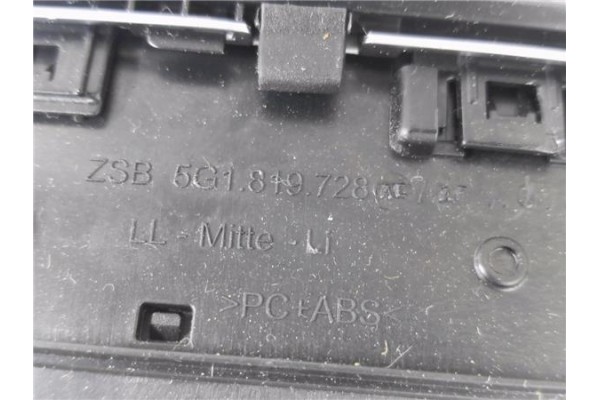 ZSB 5G1.819.728
LL - Mitte - Li
>PC+ABS<